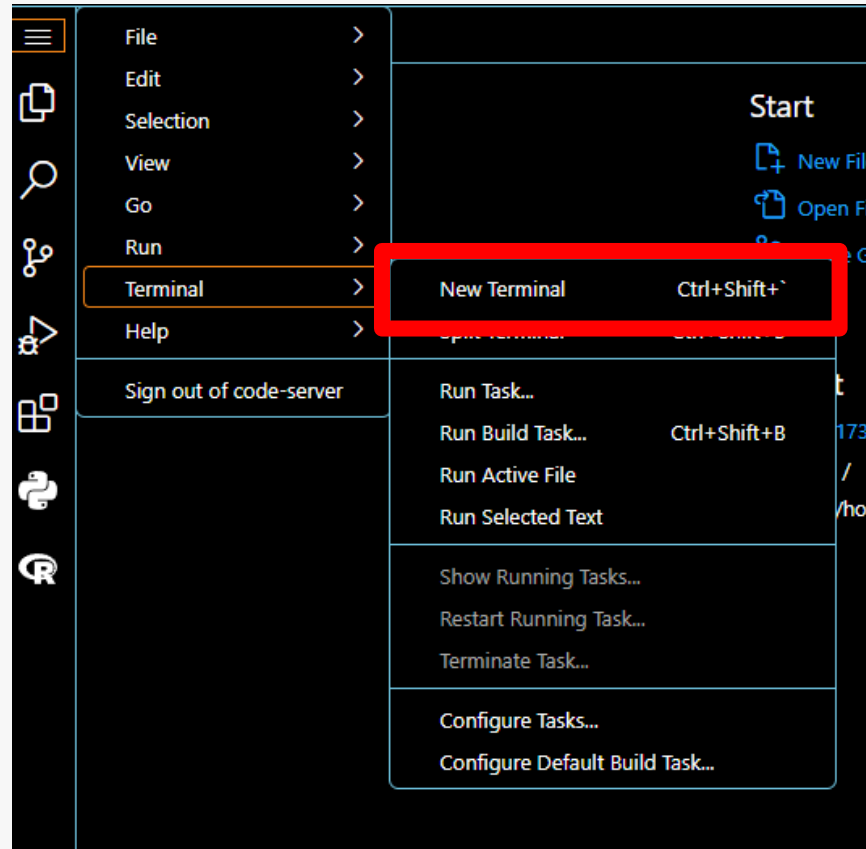 File
Edit
Selection
View
Go
Run
Terminal
Help
Sign out of code-server
New Terminal Ctrl+Shift+`
Run Task...
Run Build Task... Ctrl+Shift+B
Run Active File
Run Selected Text
Show Running Tasks...
Restart Running Task...
Terminate Task...
Configure Tasks...
Configure Default Build Task...
Start
New Fil
Open F
173
/
/ho